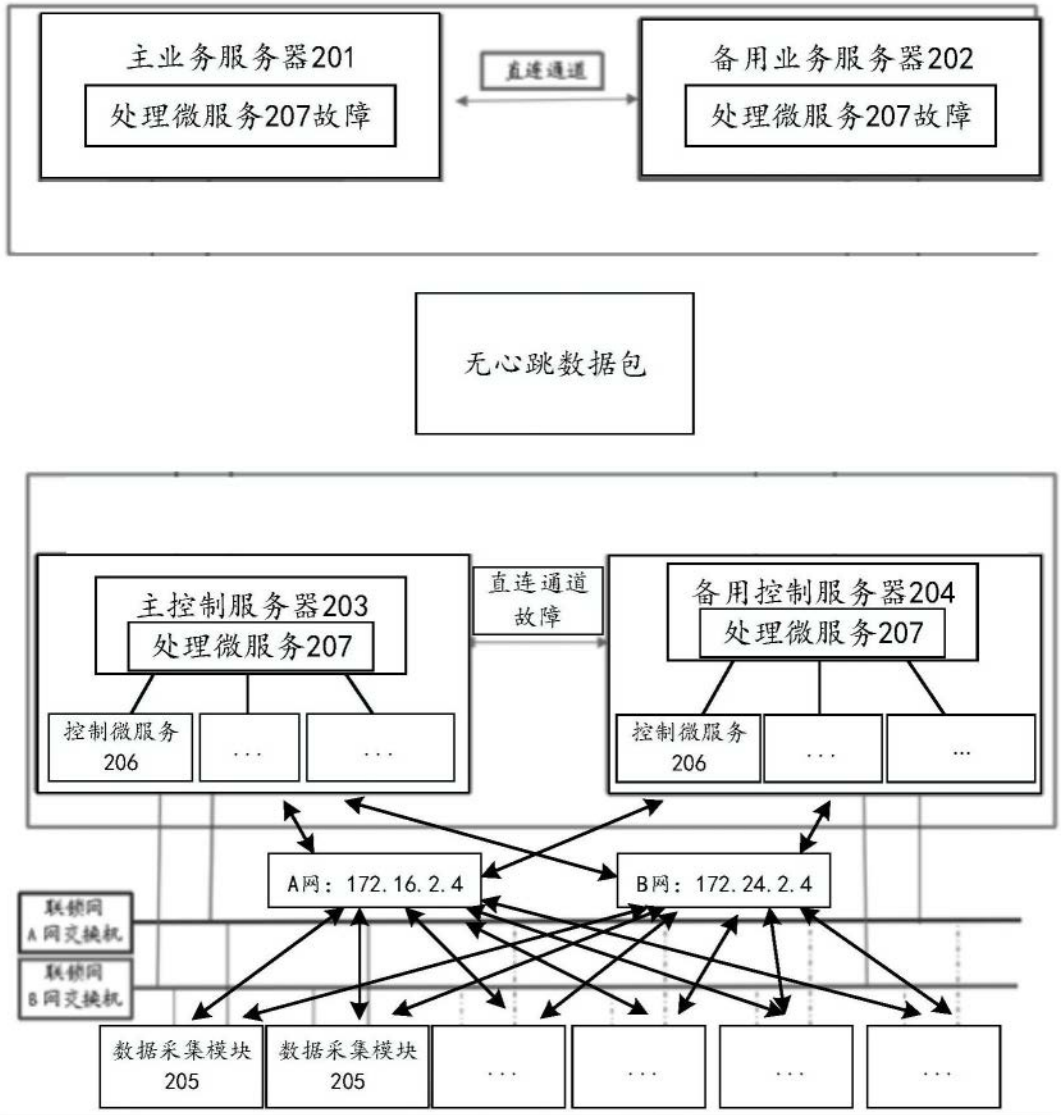 主业务服务器201
处理微服务207故障
直连通道
备用业务服务器202
处理微服务207故障
无心跳数据包
主控制服务器203
处理微服务207
控制微服务
206
...
...
直连通道
故障
备用控制服务器204
处理微服务207
控制微服务
206
...
...
A网: 172.16.2.4
B网: 172.24.2.4
联锁网
A网交换机
联锁网
B网交换机
数据采集模块
205
数据采集模块
205
...
...
...
...